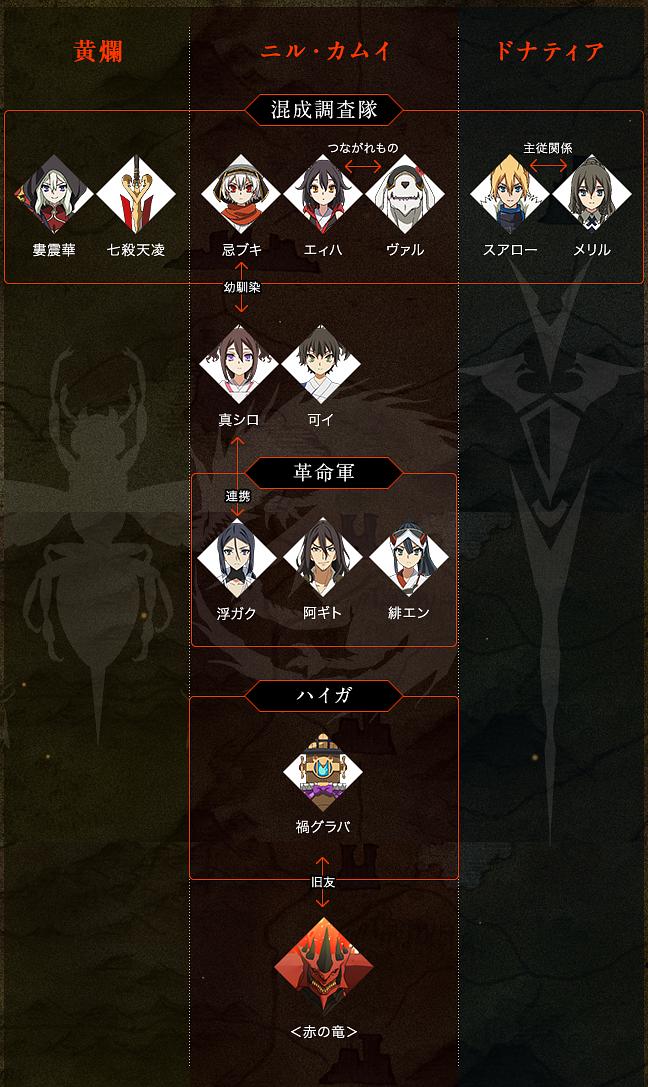 黄爛
ニル・カムイ
ドナティア
混成調査隊
つながれもの
主従関係
婁震華
七殺天凌
忌ブキ
エィハ
ヴァル
スアロー
メリル
幼馴染
真シロ
可イ
革命軍
連携
浮ガク
阿ギト
緋エン
ハイガ
禍グラバ
旧友
＜赤の竜＞